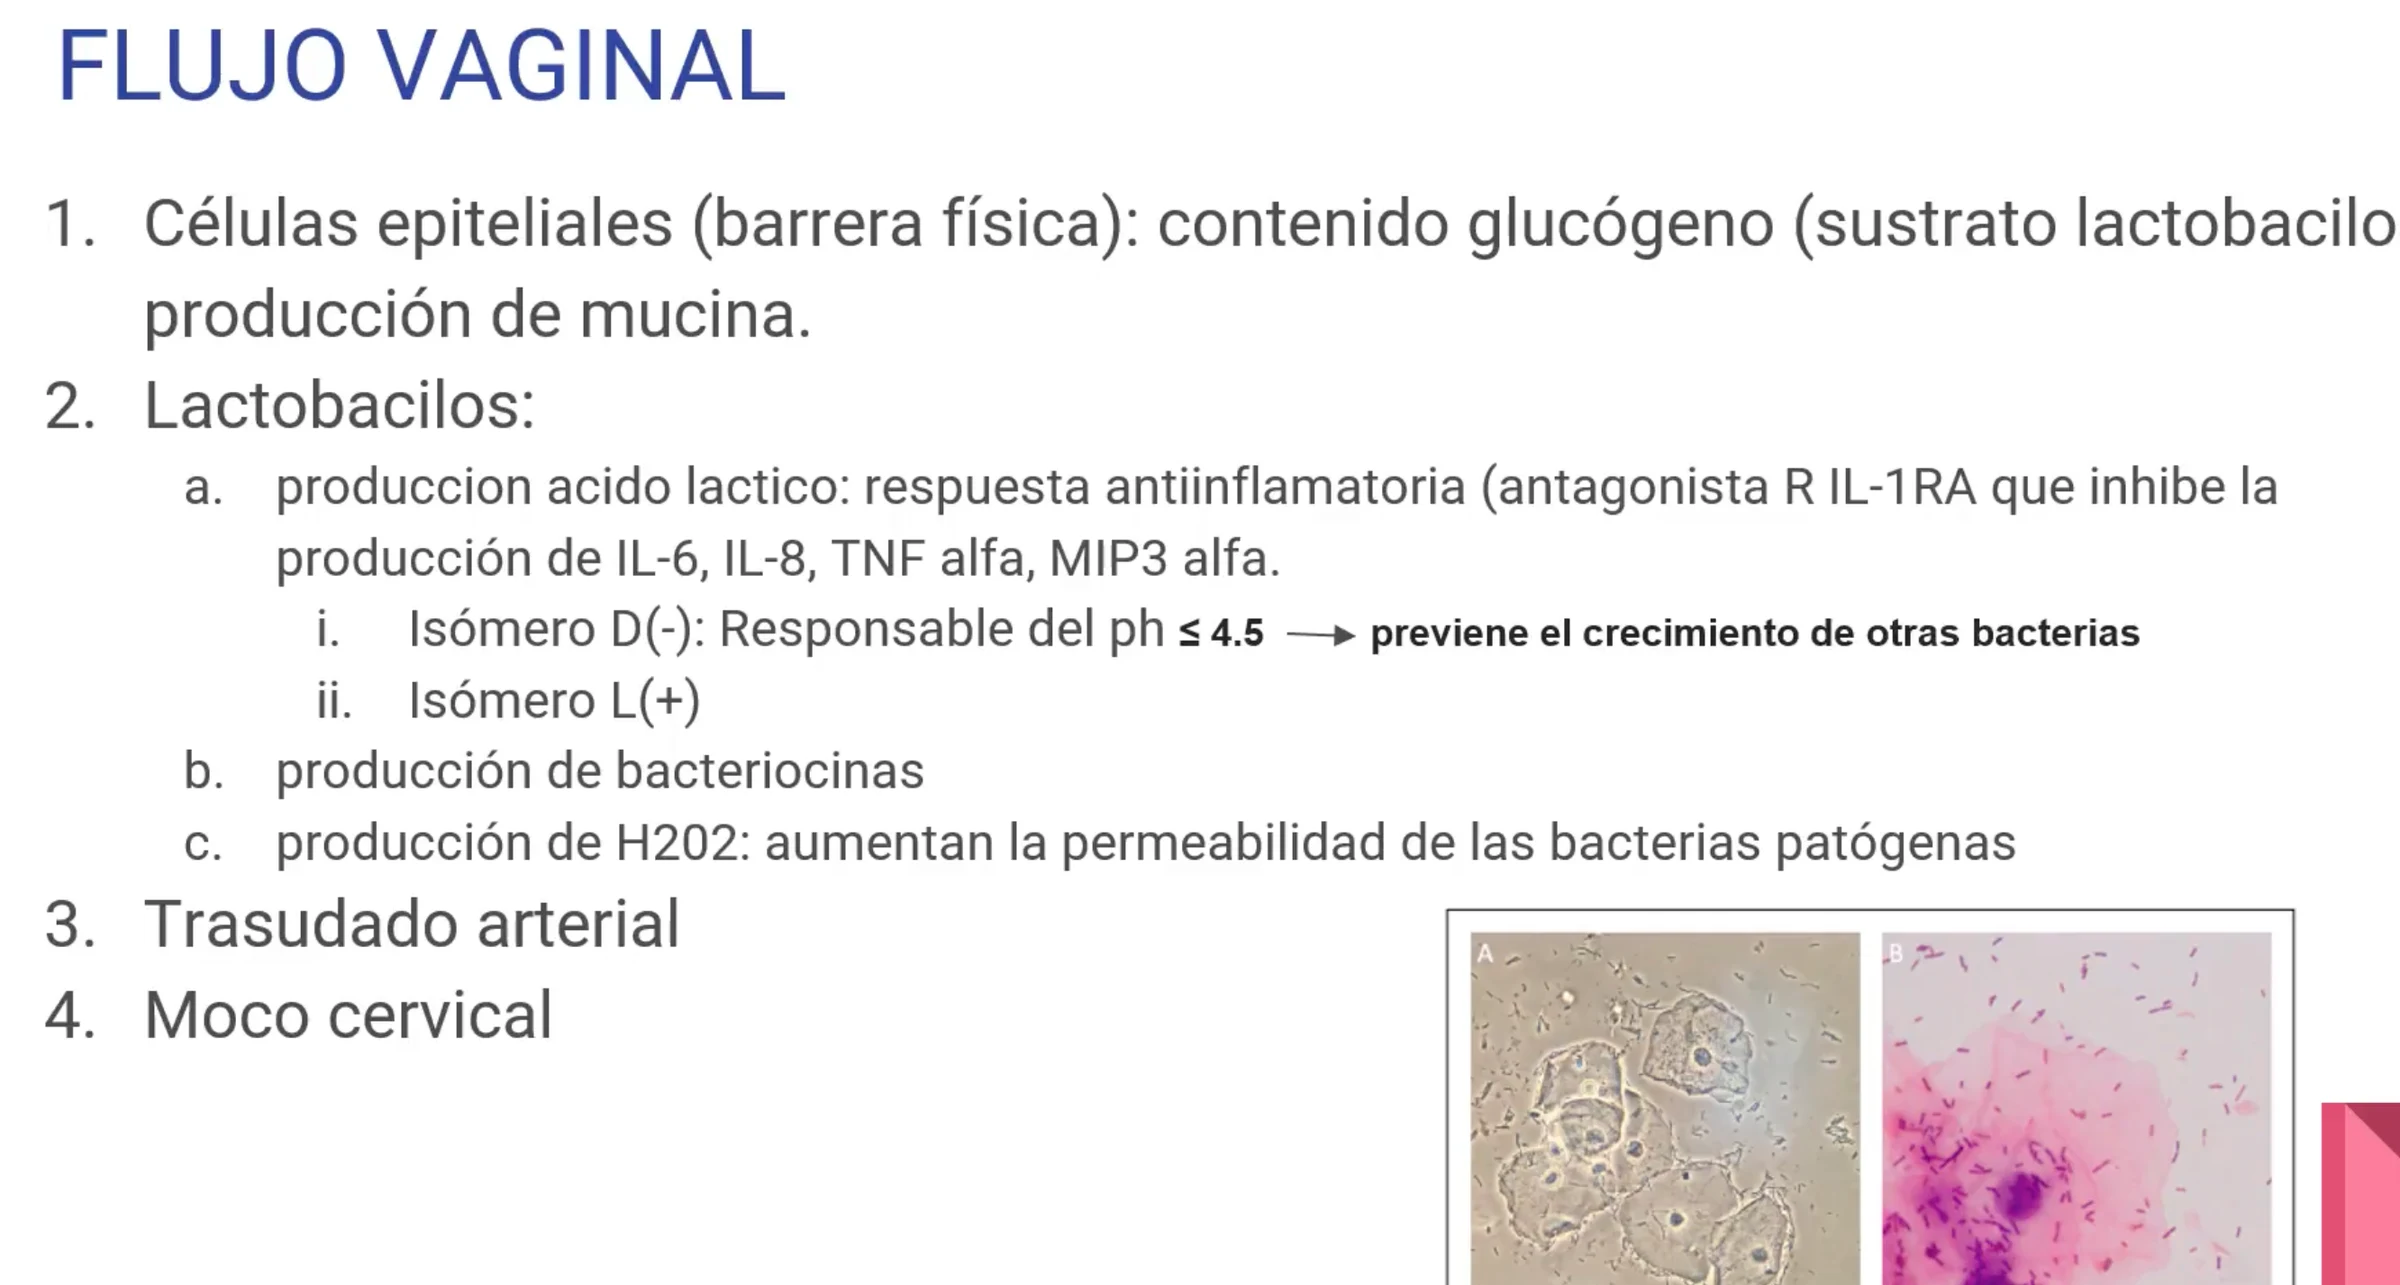 FLUJO VAGINAL
1. Células epiteliales (barrera física): contenido glucógeno (sustrato lactobacilo
producción de mucina.
2. Lactobacilos:
a. produccion acido lactico: respuesta antiinflamatoria (antagonista R IL-1RA que inhibe la
producción de IL-6, IL-8, TNF alfa, MIP3 alfa.
i. Isómero D(-): Responsable del ph ≤ 4.5 → previene el crecimiento de otras bacterias
ii. Isómero L(+)
b. producción de bacteriocinas
c. producción de H202: aumentan la permeabilidad de las bacterias patógenas
3. Trasudado arterial
4. Moco cervical
A B